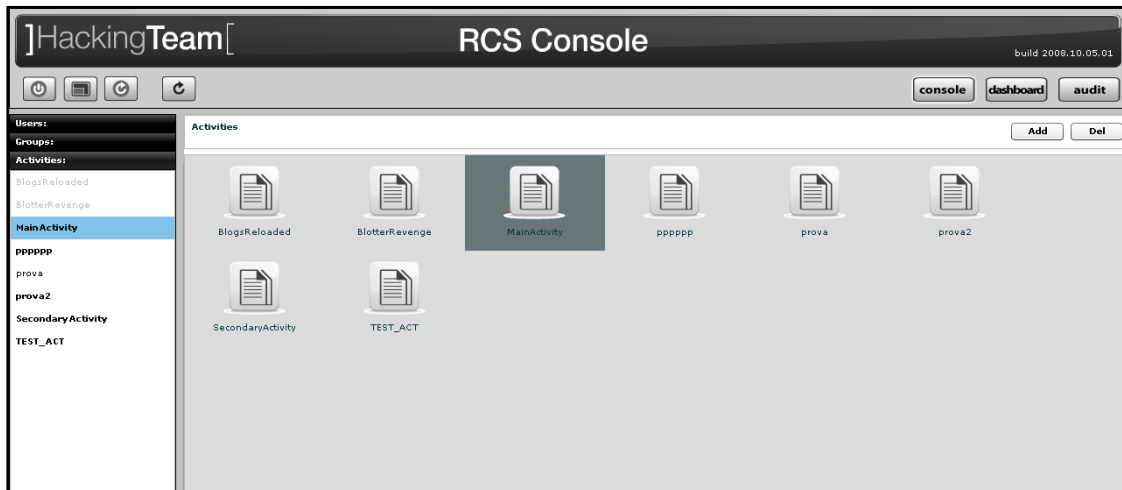 ]HackingTeam[
RCS Console
build 2008.10.05.01
console dashboard audit
Users:
Groups:
Activities:
BlogsReloaded
BlotterRevenge
MainActivity
pppppp
prova
prova2
SecondaryActivity
TEST_ACT
Activities
Add Del
BlogsReloaded BlotterRevenge MainActivity pppppp prova prova2
SecondaryActivity TEST_ACT